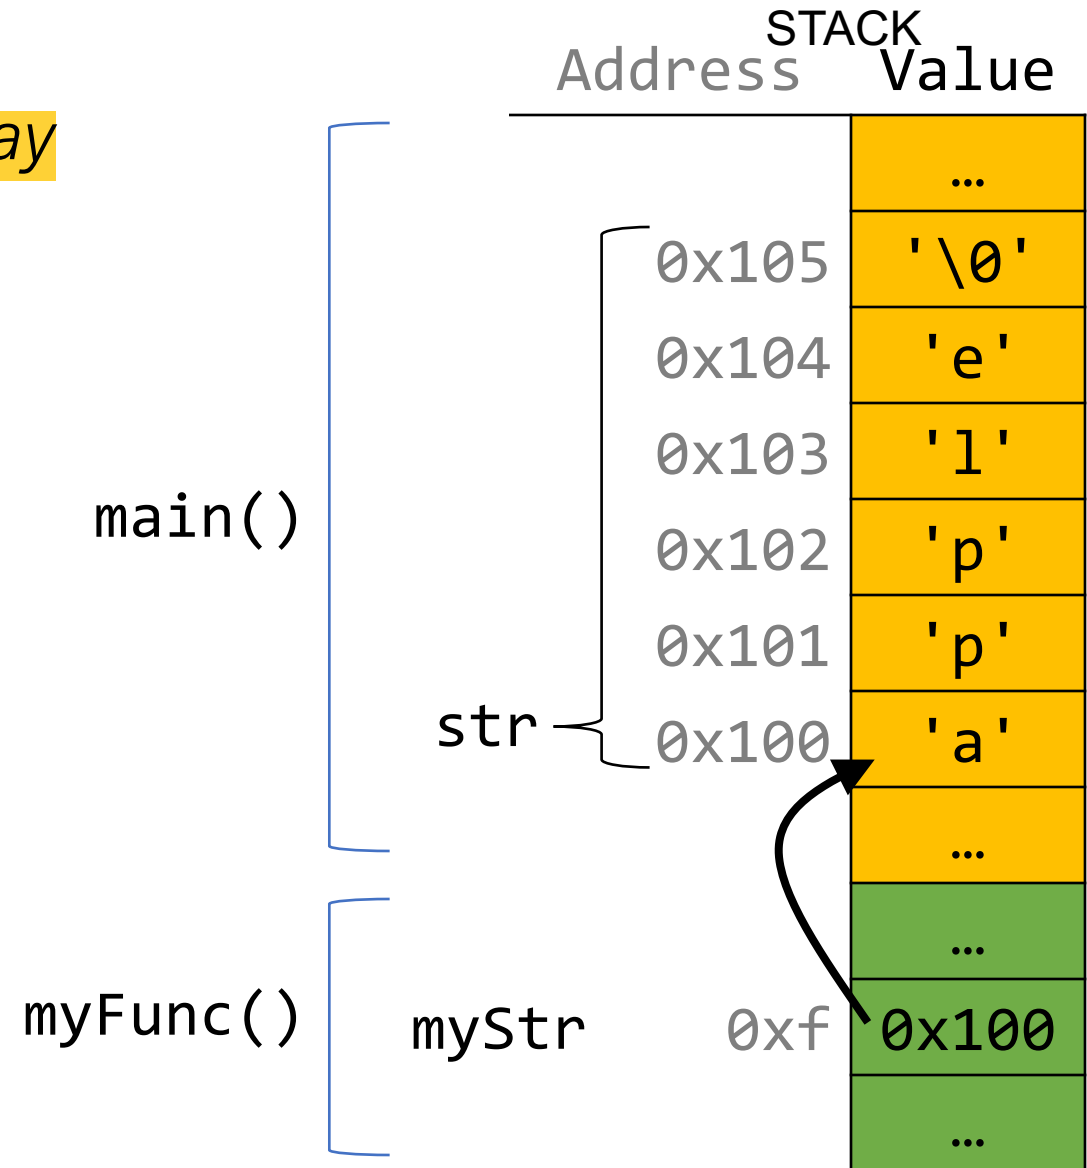 STACK
Address Value
ay
…
0x105 '\0'
0x104 'e'
0x103 'l'
main() 0x102 'p'
0x101 'p'
str 0x100 'a'
…
…
myFunc() myStr 0xf 0x100
…